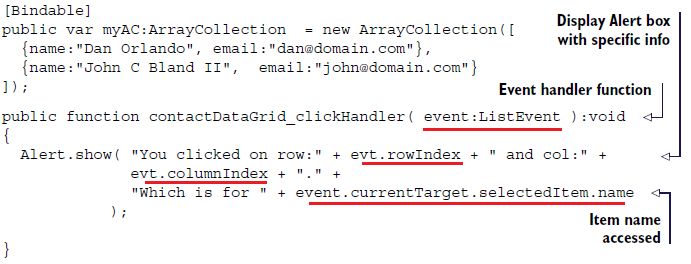 [Bindable]
public var myAC:ArrayCollection  = new ArrayCollection([
{name:"Dan Orlando", email:"dan@domain.com"},
{name:"John C Bland II",  email:"john@domain.com"}
]);
Display Alert box
with specific info
Event handler function
public function contactDataGrid_clickHandler( event:ListEvent ):void
{
Alert.show( "You clicked on row:" + evt.rowIndex + " and col:" +
evt.columnIndex + "." +
"Which is for " + event.currentTarget.selectedItem.name
);
Item name
accessed
}